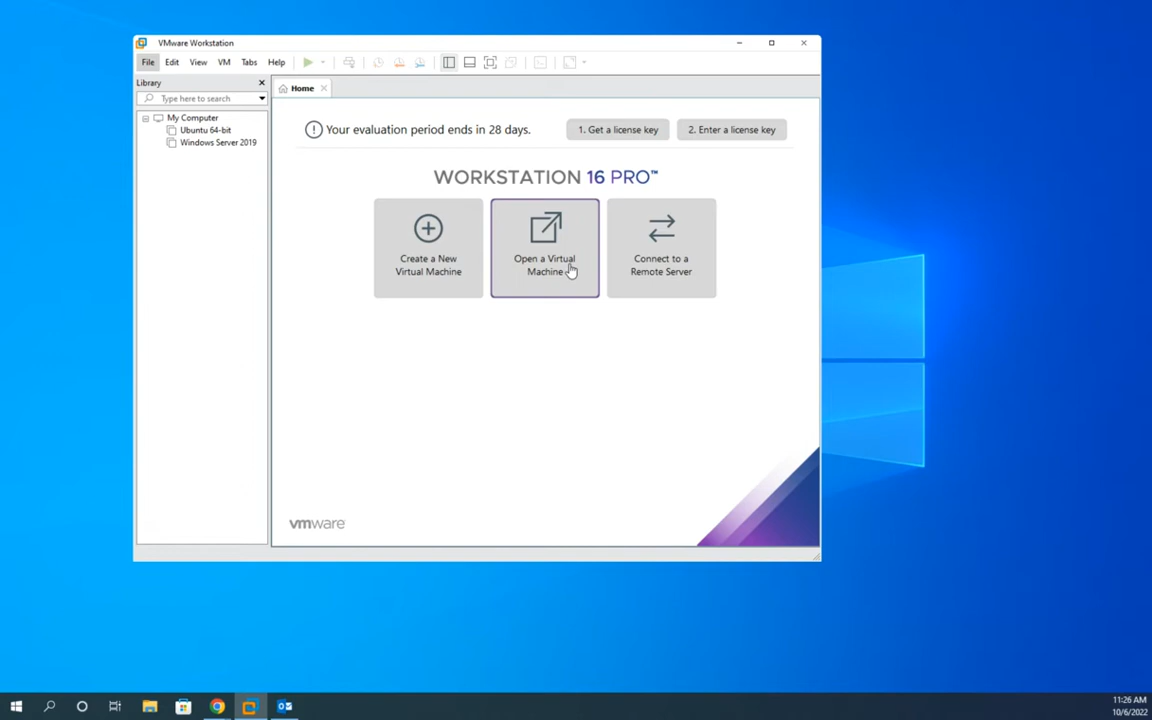 VMware Workstation
File Edit View VM Tabs Help
Library
Type here to search
My Computer
Ubuntu 64-bit
Windows Server 2019
Home
Your evaluation period ends in 28 days.
1. Get a license key
2. Enter a license key
WORKSTATION 16 PRO™
Create a New
Virtual Machine
Open a Virtual
Machine
Connect to a
Remote Server
vmware
11:26 AM
10/6/2022